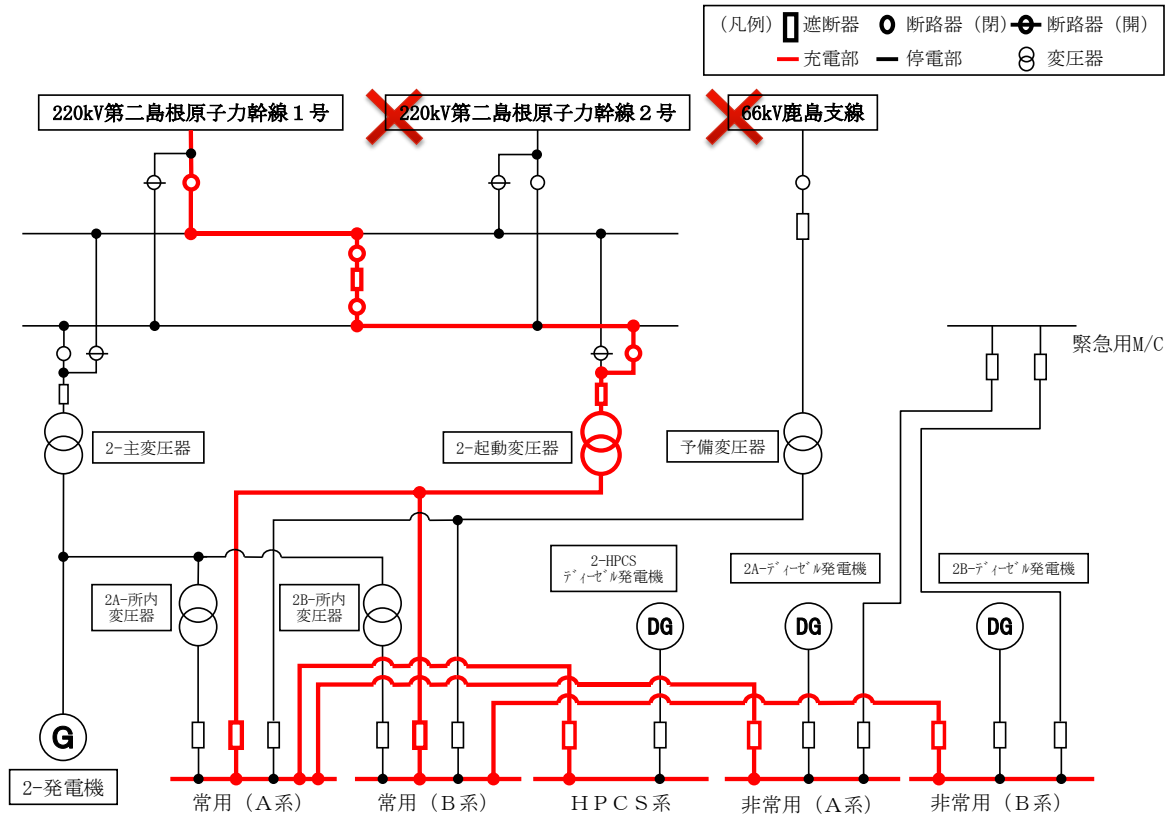 （凡例）　遮断器　断路器（閉）　断路器（開）
充電部　停電部　変圧器
220kV第二島根原子力幹線１号
220kV第二島根原子力幹線２号
66kV鹿島支線
緊急用M/C
2-主変圧器
2-起動変圧器
予備変圧器
2A-所内
変圧器
2B-所内
変圧器
2-HPCS
ﾃﾞｨｰｾﾞﾙ発電機
2A-ﾃﾞｨｰｾﾞﾙ発電機
2B-ﾃﾞｨｰｾﾞﾙ発電機
DG
DG
DG
G
2-発電機
常用（Ａ系）
常用（Ｂ系）
ＨＰＣＳ系
非常用（Ａ系）
非常用（Ｂ系）